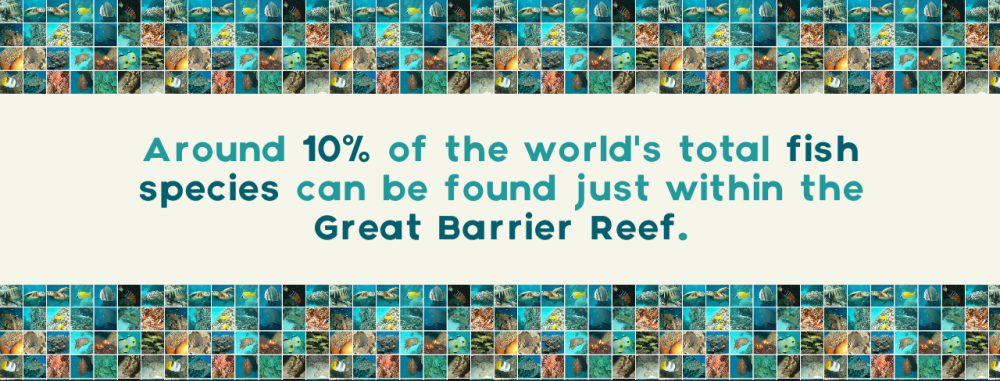 Around 10% of the world's total fish
species can be found just within the
Great Barrier Reef.